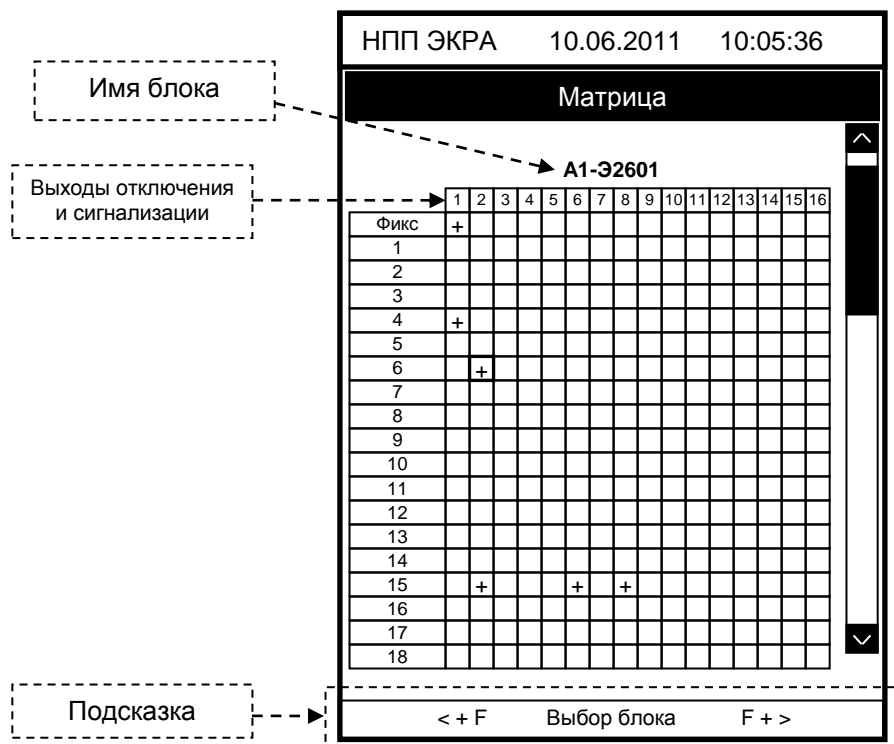 НПП ЭКРА 10.06.2011 10:05:36
Имя блока
Матрица
А1-Э2601
Выходы отключения
и сигнализации
1 2 3 4 5 6 7 8 9 10 11 12 13 14 15 16
Фикс +
1
2
3
4 +
5
6 +
7
8
9
10
11
12
13
14
15 + + +
16
17
18
Подсказка
< + F Выбор блока F + >